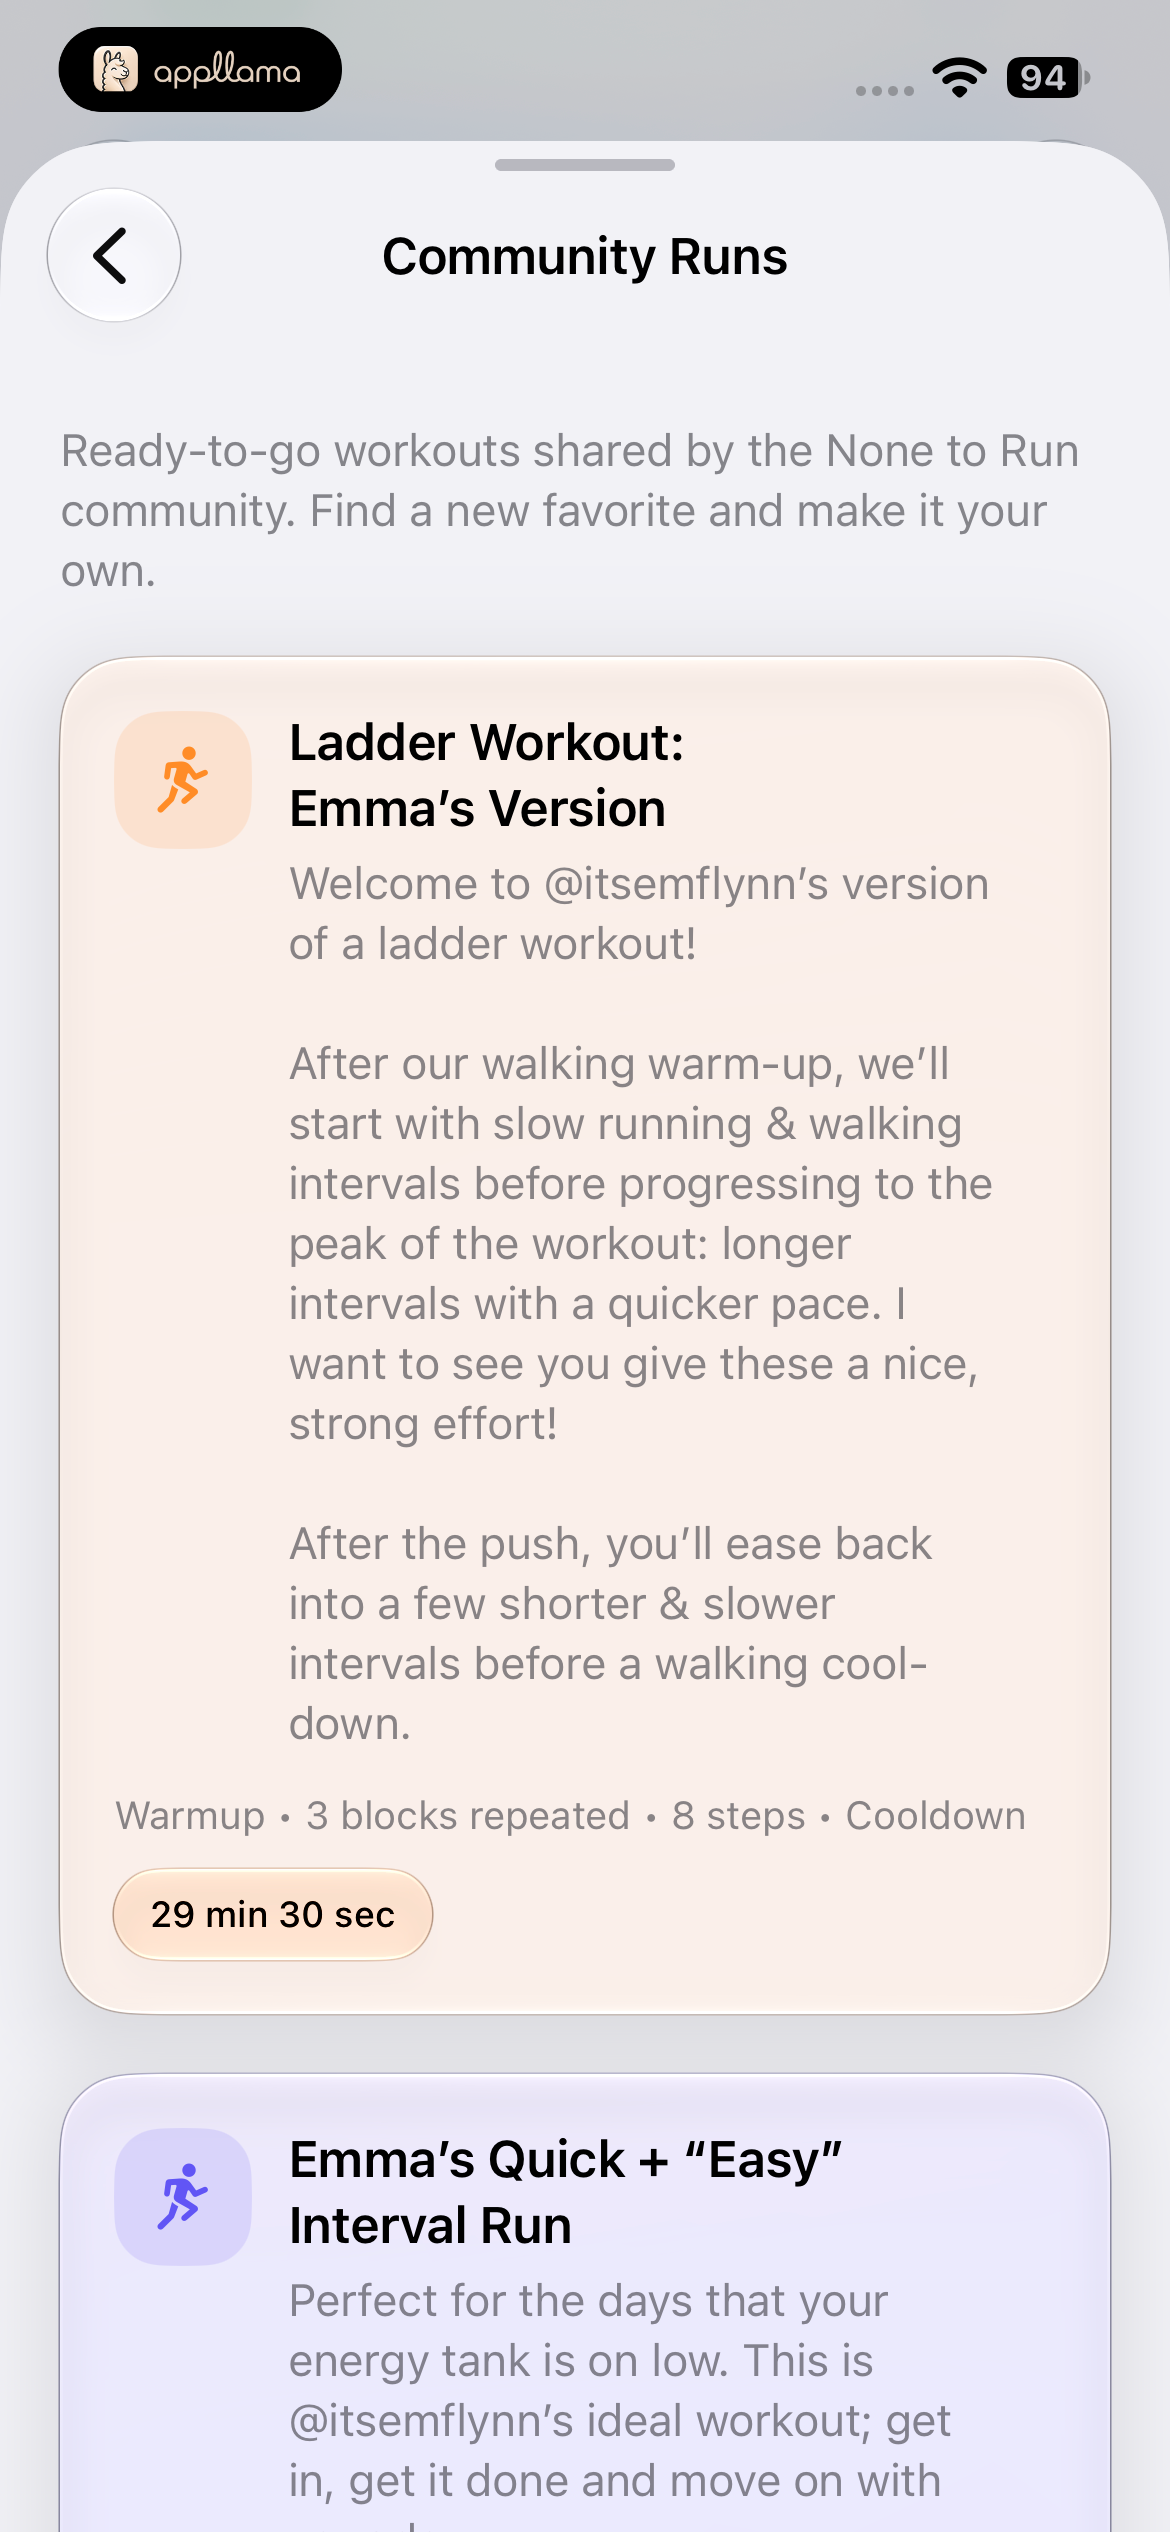 appllama
94
Community Runs
Ready-to-go workouts shared by the None to Run
community. Find a new favorite and make it your
own.
Ladder Workout:
Emma’s Version
Welcome to @itsemflynn’s version
of a ladder workout!
After our walking warm-up, we’ll
start with slow running & walking
intervals before progressing to the
peak of the workout: longer
intervals with a quicker pace. I
want to see you give these a nice,
strong effort!
After the push, you’ll ease back
into a few shorter & slower
intervals before a walking cool-
down.
Warmup • 3 blocks repeated • 8 steps • Cooldown
29 min 30 sec
Emma’s Quick + “Easy”
Interval Run
Perfect for the days that your
energy tank is on low. This is
@itsemflynn’s ideal workout; get
in, get it done and move on with